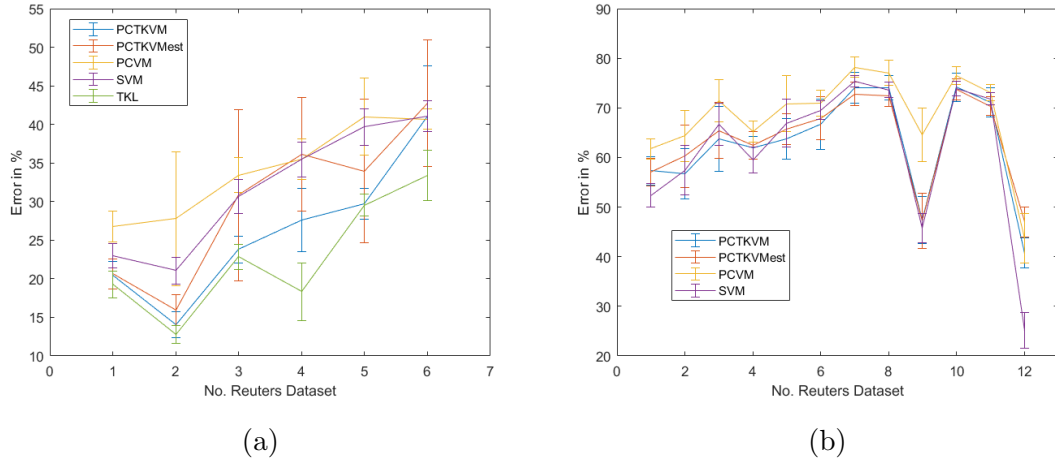 55
50
45
40
35
30
25
20
15
10
Error in %
PCTKVM
PCTKVMest
PCVM
SVM
TKL
0 1 2 3 4 5 6 7
No. Reuters Dataset
(a)
90
80
70
60
50
40
30
20
Error in %
PCTKVM
PCTKVMest
PCVM
SVM
0 2 4 6 8 10 12
No. Reuters Dataset
(b)